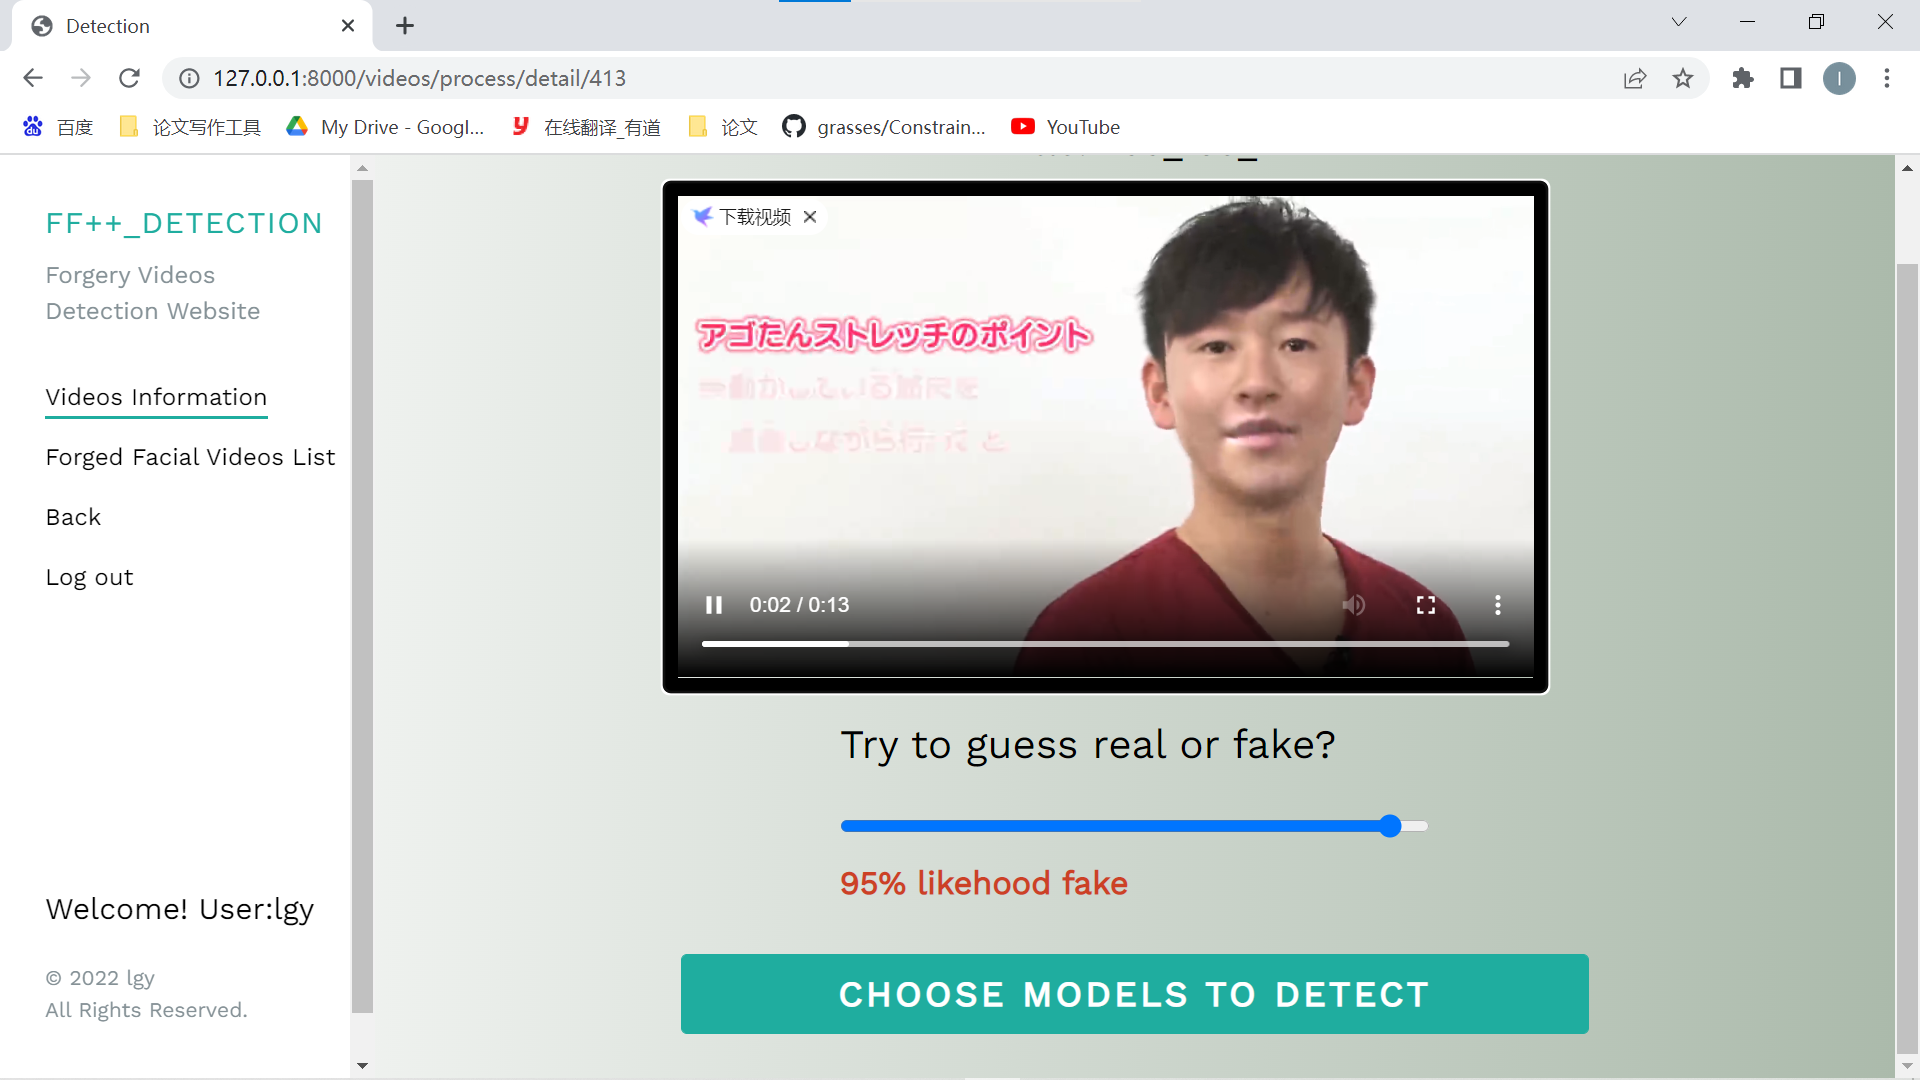 Detection
127.0.0.1:8000/videos/process/detail/413
I
百度
论文写作工具
My Drive - Googl...
在线翻译_有道
论文
grasses/Constrain...
YouTube
FF++_DETECTION
Forgery Videos
Detection Website
Videos Information
Forged Facial Videos List
Back
Log out
Welcome! User:lgy
© 2022 lgy
All Rights Reserved.
下载视频
アゴたんストレッチのポイント
0:02 / 0:13
Try to guess real or fake?
95% likehood fake
CHOOSE MODELS TO DETECT